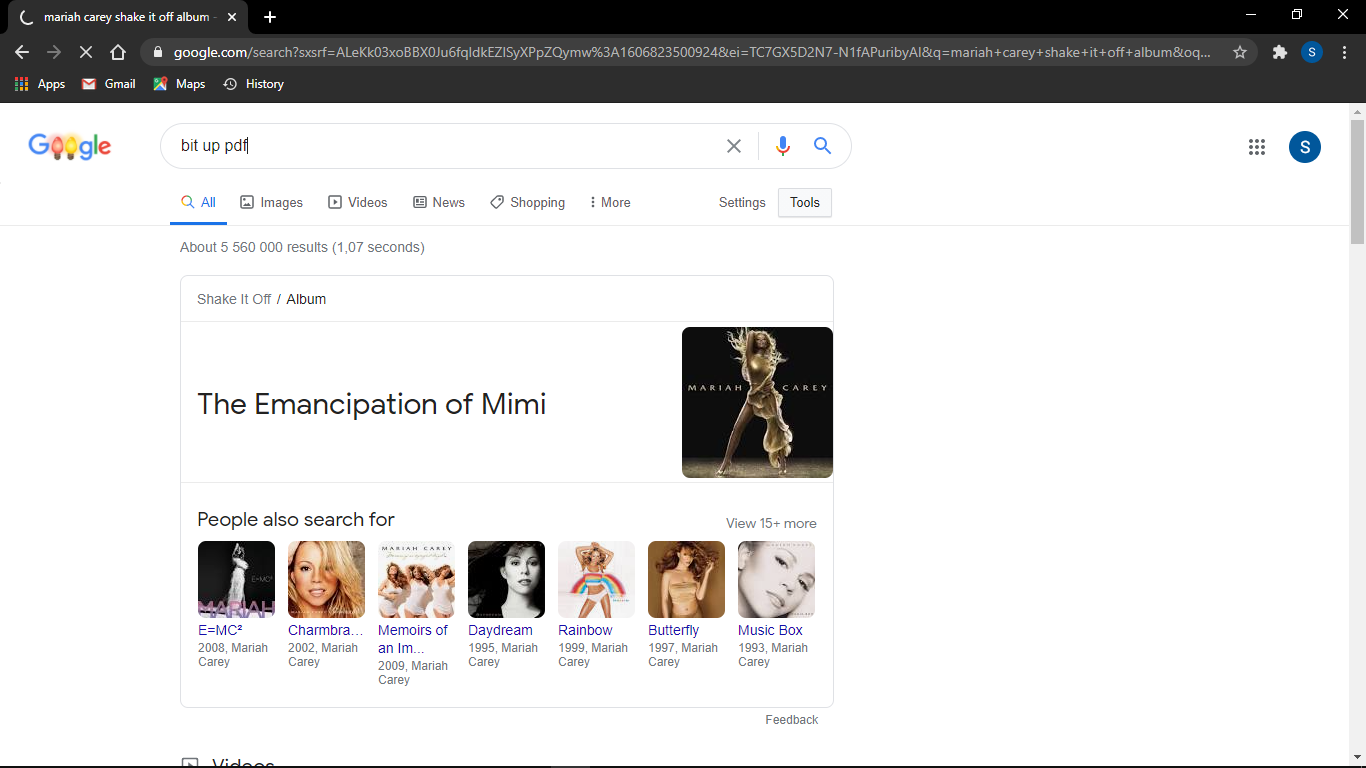 mariah carey shake it off album -
google.com/search?sxsrf=ALeKk03xoBBX0Ju6fqIdkEZlSyXPpZQymw%3A1606823500924&ei=TC7GX5D2N7-N1fAPuribyAI&q=mariah+carey+shake+it+off+album&oq...
S
Apps Gmail Maps History
Google
bit up pdf
S
All Images Videos News Shopping More Settings Tools
About 5 560 000 results (1,07 seconds)
Shake It Off / Album
The Emancipation of Mimi
MARIAH CAREY
People also search for
View 15+ more
E=MC²
MARIAH
MARIAH CAREY
E=MC²
2008, Mariah
Carey
Charmbra...
2002, Mariah
Carey
Memoirs of
an Im...
2009, Mariah
Carey
Daydream
1995, Mariah
Carey
Rainbow
1999, Mariah
Carey
Butterfly
1997, Mariah
Carey
Music Box
1993, Mariah
Carey
Feedback
Videos